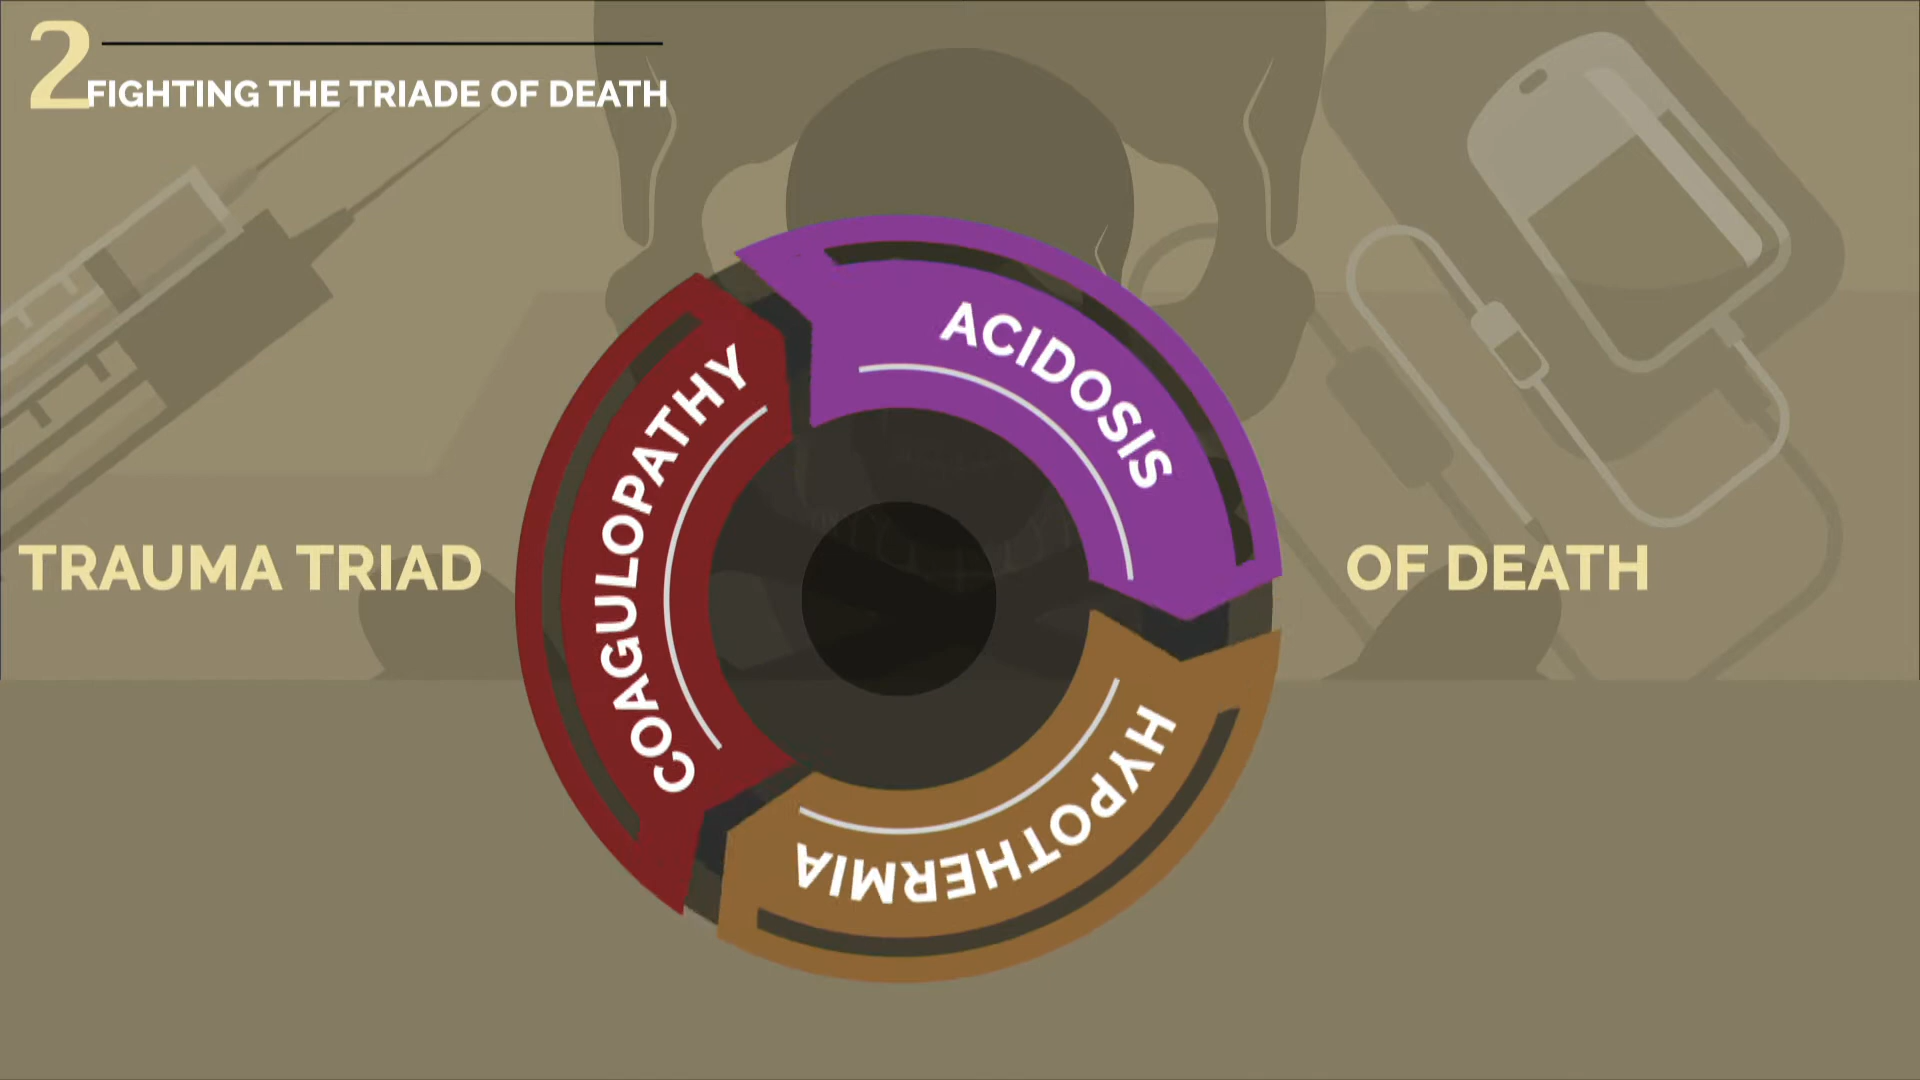 2
FIGHTING THE TRIADE OF DEATH
ACIDOSIS
COAGULOPATHY
TRAUMA TRIAD
OF DEATH
HYPOTHERMIA